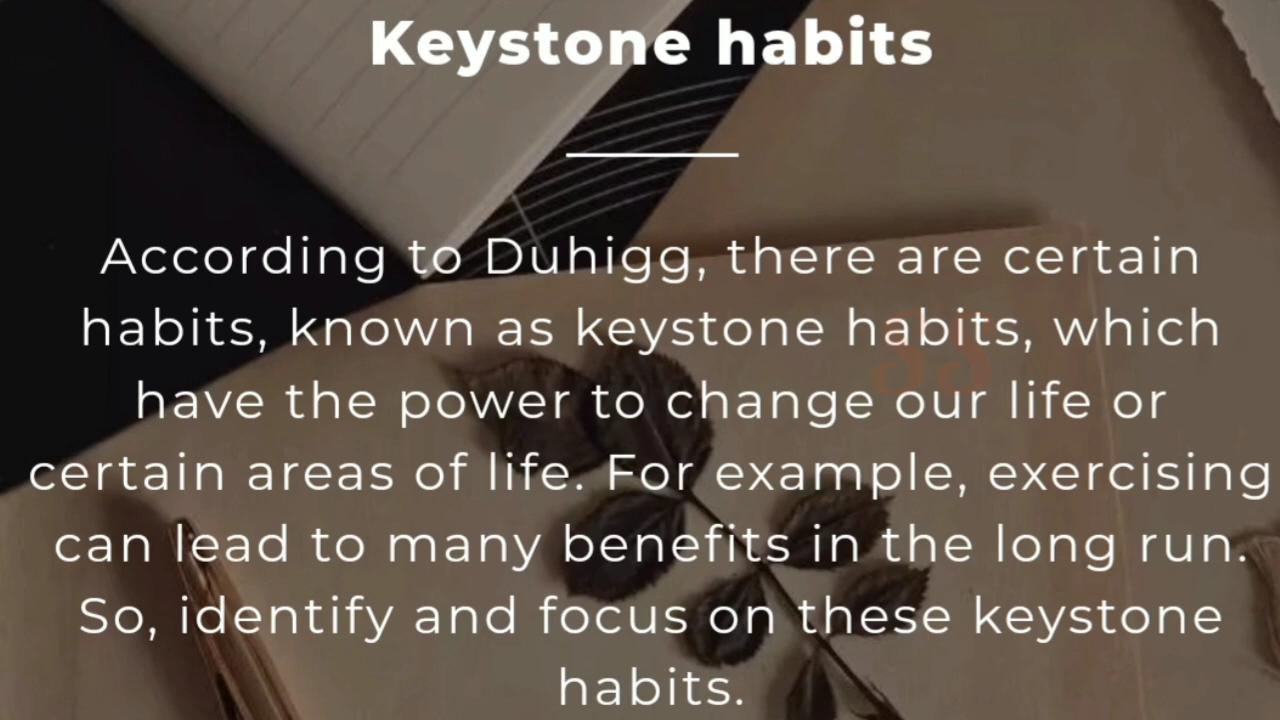 Keystone habits
According to Duhigg, there are certain
habits, known as keystone habits, which
have the power to change our life or
certain areas of life. For example, exercising
can lead to many benefits in the long run.
So, identify and focus on these keystone
habits.